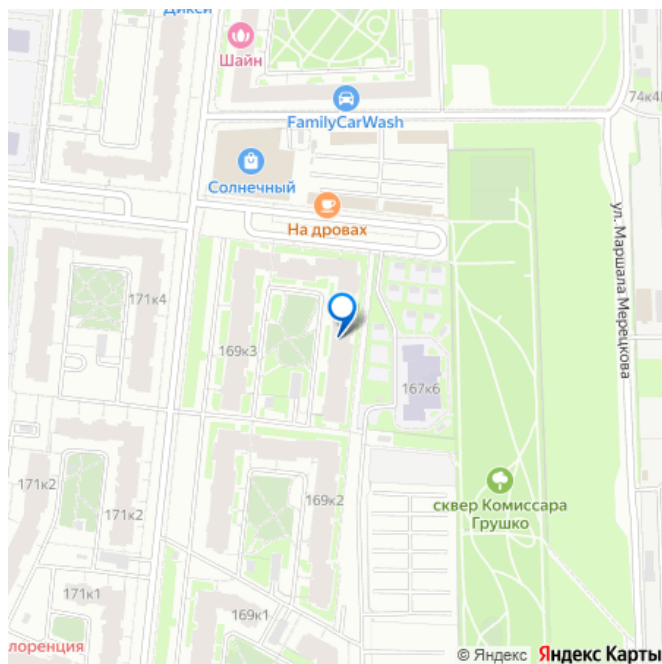 Дикси
Шайн
74к4
FamilyCarWash
Солнечный
На дровах
ул. Маршала Мерецкова
171к4
169к3
167к6
сквер Комиссара
Грушко
171к2
171к2
169к2
171к1
169к1
лоренция
© Яндекс Яндекс Карты